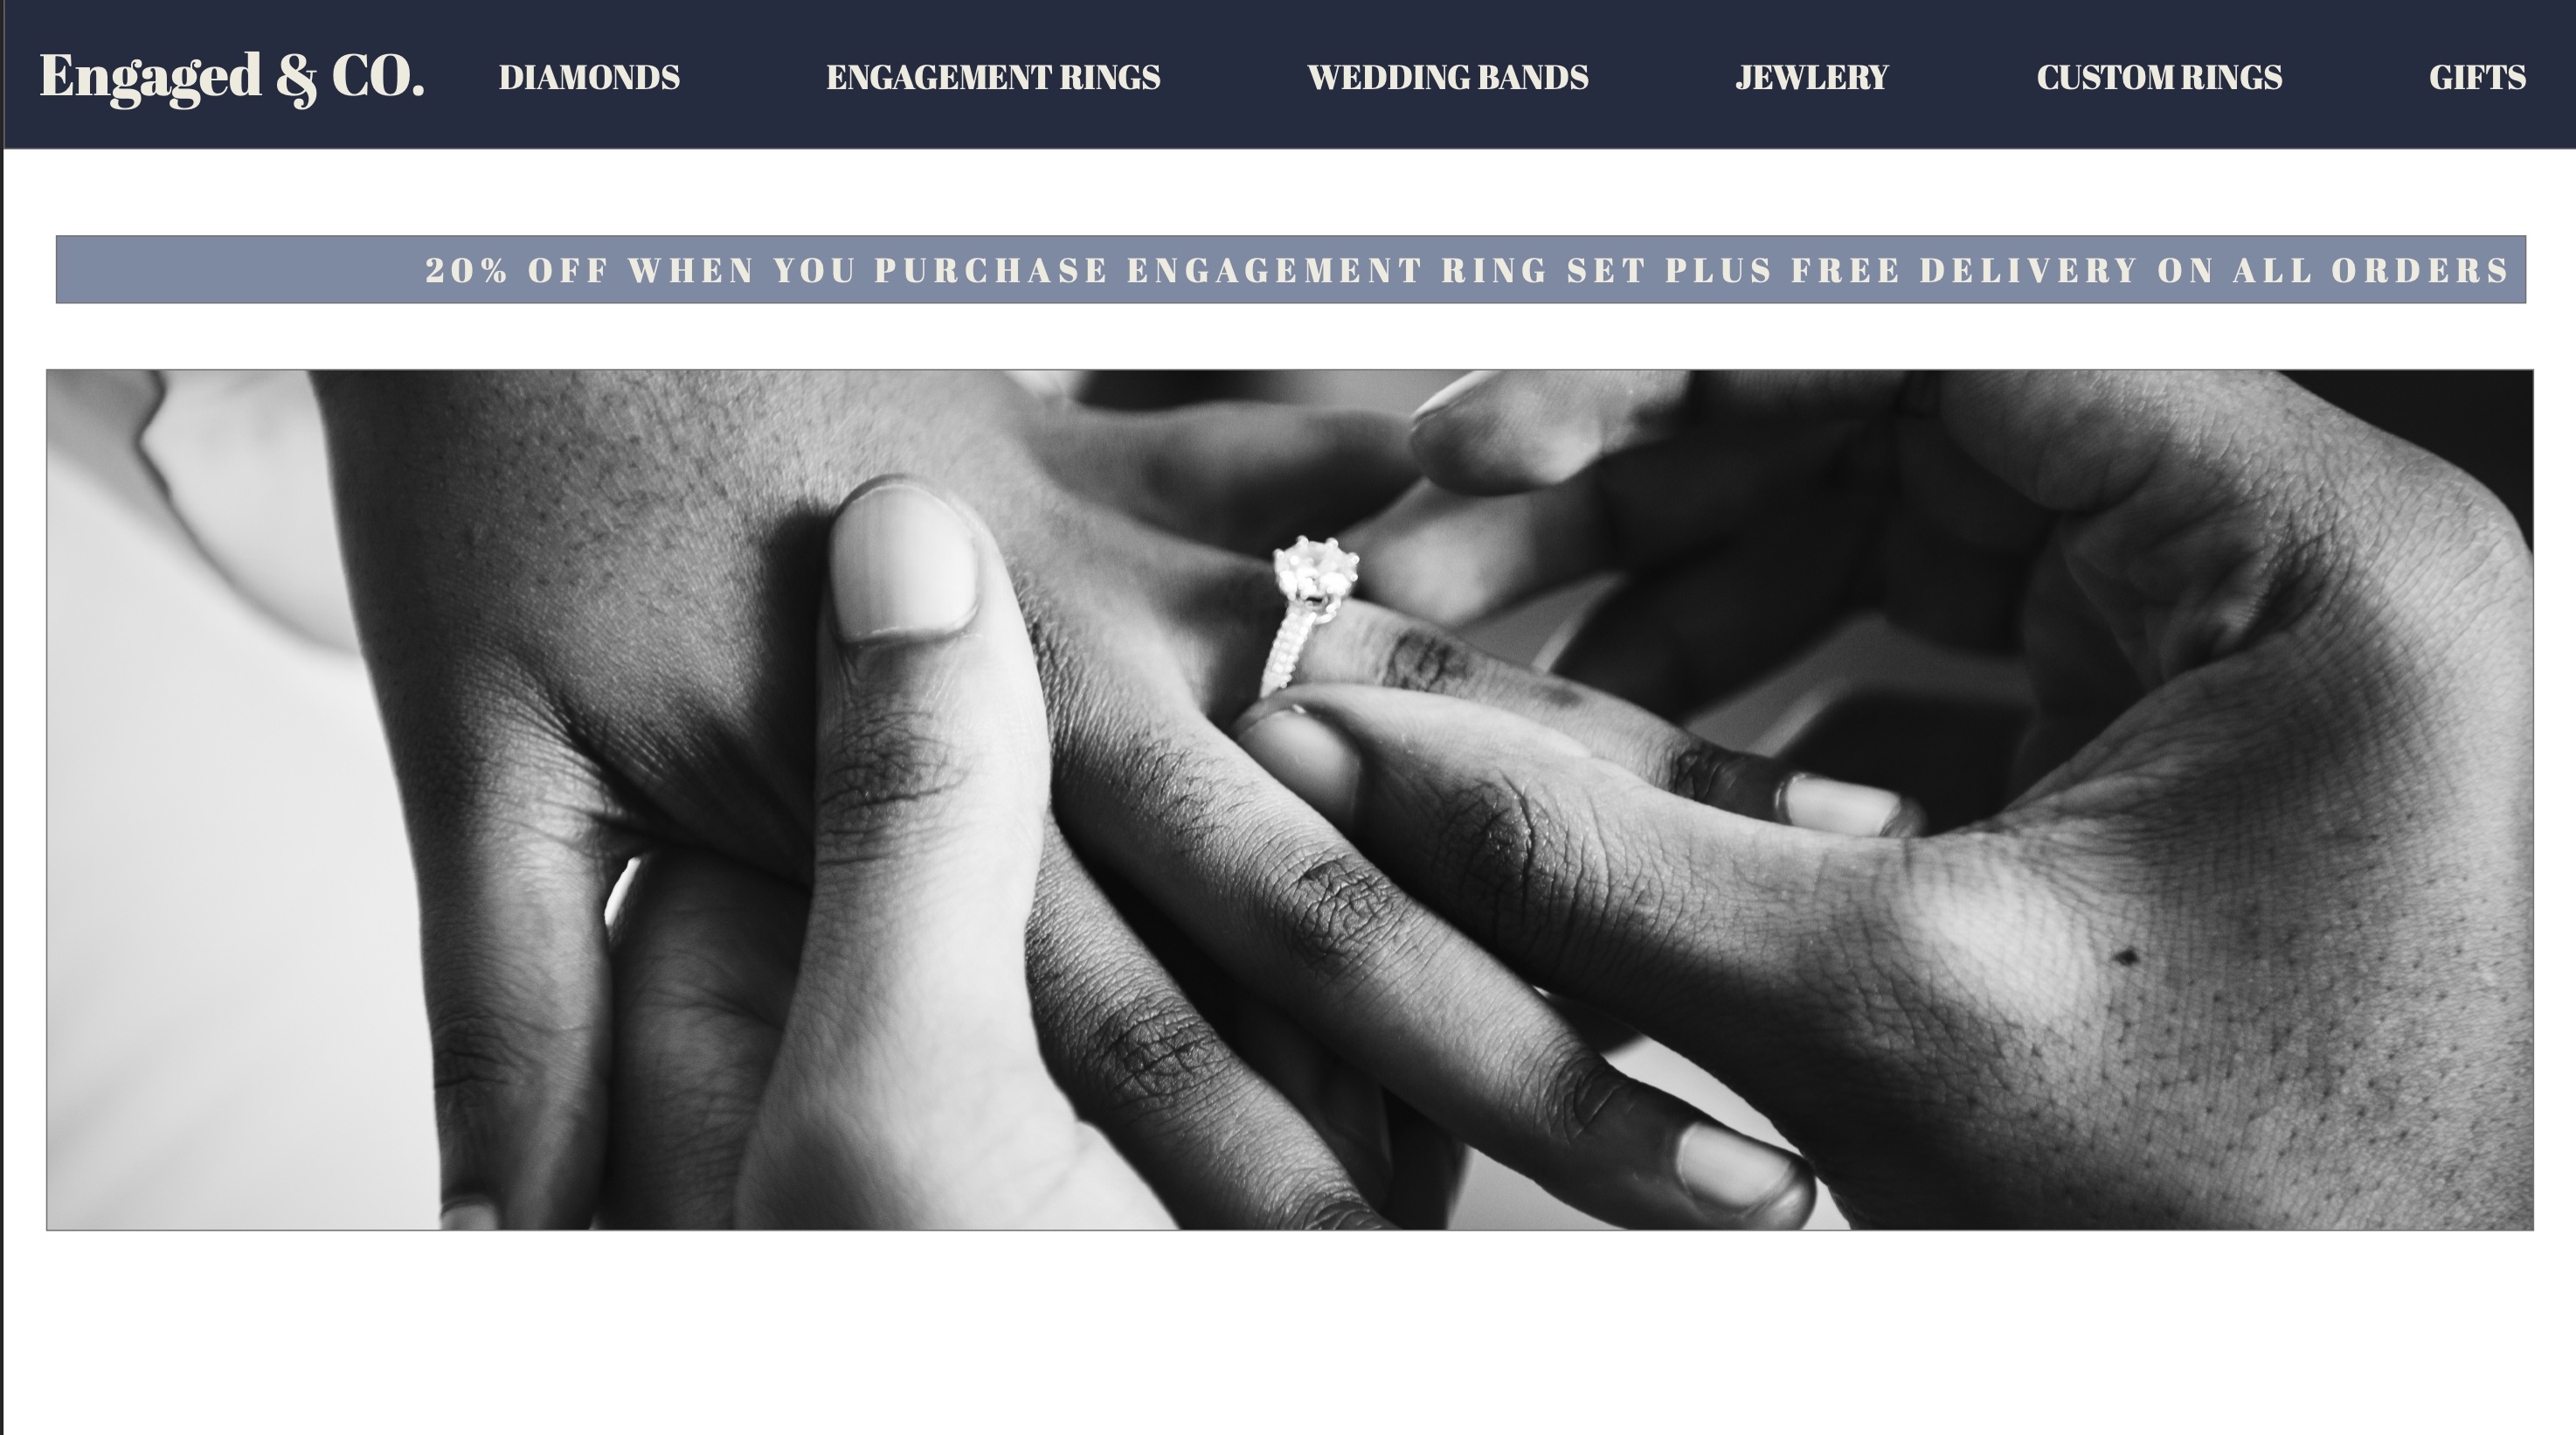 Engaged & CO. DIAMONDS ENGAGEMENT RINGS WEDDING BANDS JEWLERY CUSTOM RINGS GIFTS
20% OFF WHEN YOU PURCHASE ENGAGEMENT RING SET PLUS FREE DELIVERY ON ALL ORDERS